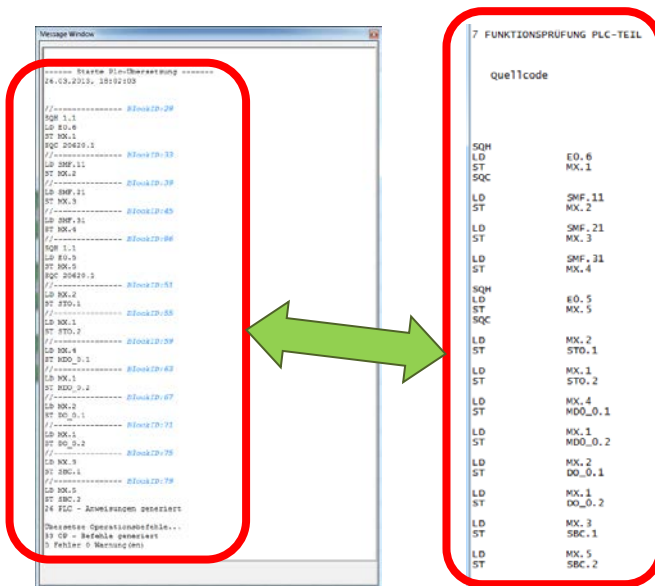 Message Window
------ Starte Plc-Übersetzung -------
26.03.2013, 18:02:03
//--------------- BlockID:29
SQH 1.1
LD E0.6
ST MX.1
SQC 20620.1
//--------------- BlockID:33
LD SMF.11
ST MX.2
//--------------- BlockID:39
LD SMF.21
ST MX.3
//--------------- BlockID:45
LD SMF.31
ST MX.4
//--------------- BlockID:86
SQH 1.1
LD E0.5
ST MX.5
SQC 20620.1
//--------------- BlockID:51
LD MX.2
ST STO.1
//--------------- BlockID:55
LD MX.1
ST STO.2
//--------------- BlockID:59
LD MX.4
ST MDO_0.1
//--------------- BlockID:63
LD MX.1
ST MDO_0.2
//--------------- BlockID:67
LD MX.2
ST DO_0.1
//--------------- BlockID:71
LD MX.1
ST DO_0.2
//--------------- BlockID:75
LD MX.3
ST SBC.1
//--------------- BlockID:79
LD MX.5
ST SBC.2
26 PLC - Anweisungen generiert
Übersetze Operationsbefehle...
33 OP - Befehle generiert
0 Fehler 0 Warnung(en)
7 FUNKTIONSPRÜFUNG PLC-TEIL
quellcode
SQH
LD E0.6
ST MX.1
SQC
LD SMF.11
ST MX.2
LD SMF.21
ST MX.3
LD SMF.31
ST MX.4
SQH
LD E0.5
ST MX.5
SQC
LD MX.2
ST STO.1
LD MX.1
ST STO.2
LD MX.4
ST MDO_0.1
LD MX.1
ST MDO_0.2
LD MX.2
ST DO_0.1
LD MX.1
ST DO_0.2
LD MX.3
ST SBC.1
LD MX.5
ST SBC.2